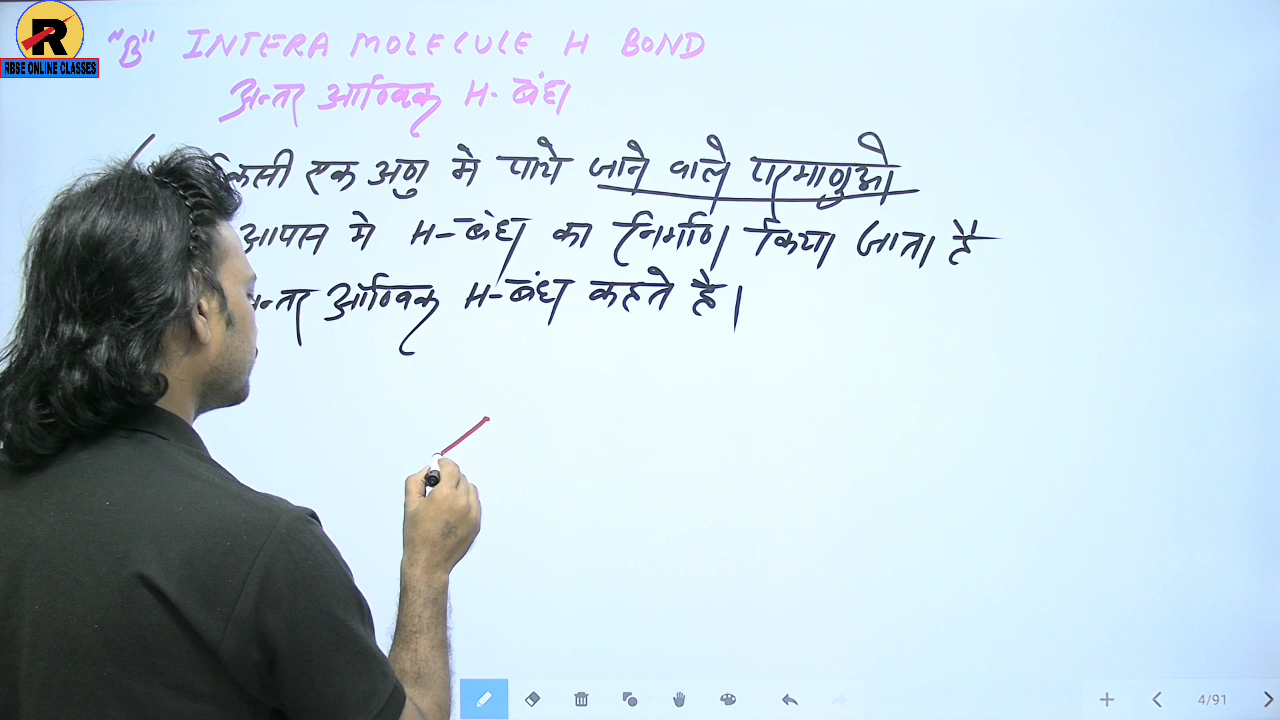 R
RBSE ONLINE CLASSES
"B" INTERA MOLECULE H BOND
अन्तर आण्विक H-बंध
किसी एक अणु मे पाये जाने वाले परमाणुओ
आपस मे H-बंध का निर्माण किया जाता है
अन्तर आण्विक H-बंध कहते है।
4/91